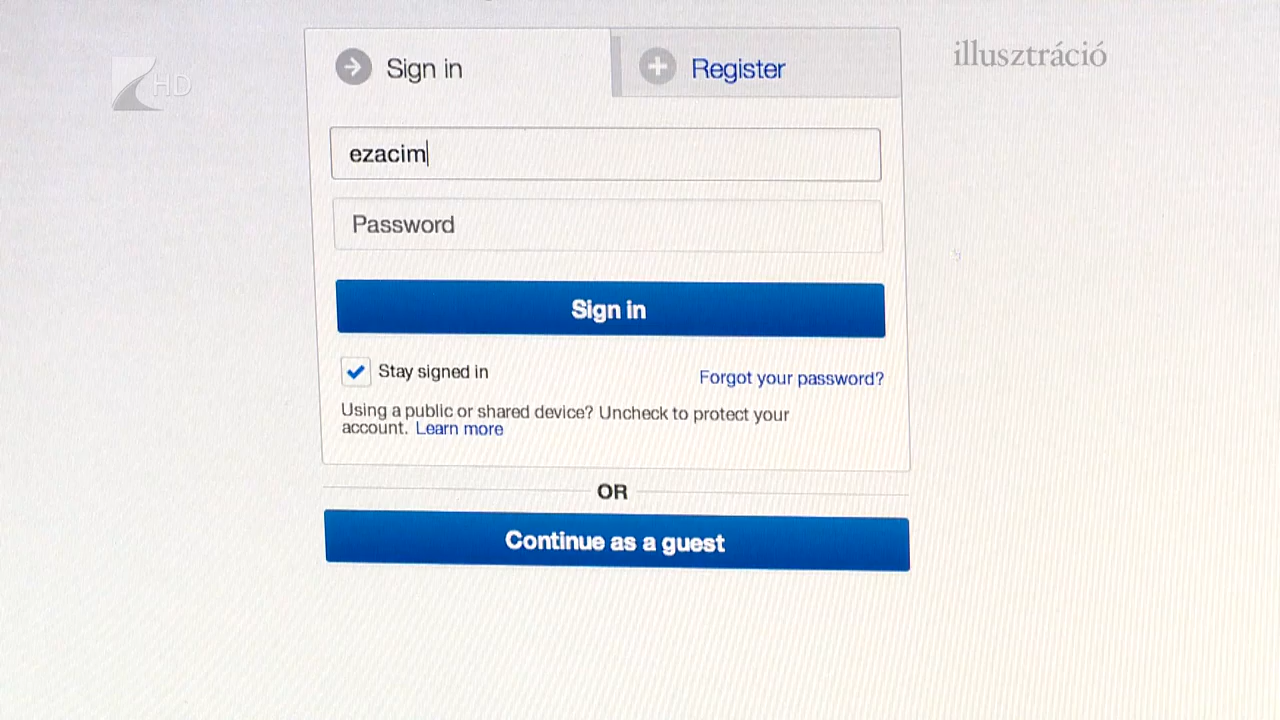 illusztráció
HD
Sign in
Register
ezacim
Password
Sign in
Stay signed in
Forgot your password?
Using a public or shared device? Uncheck to protect your
account. Learn more
OR
Continue as a guest